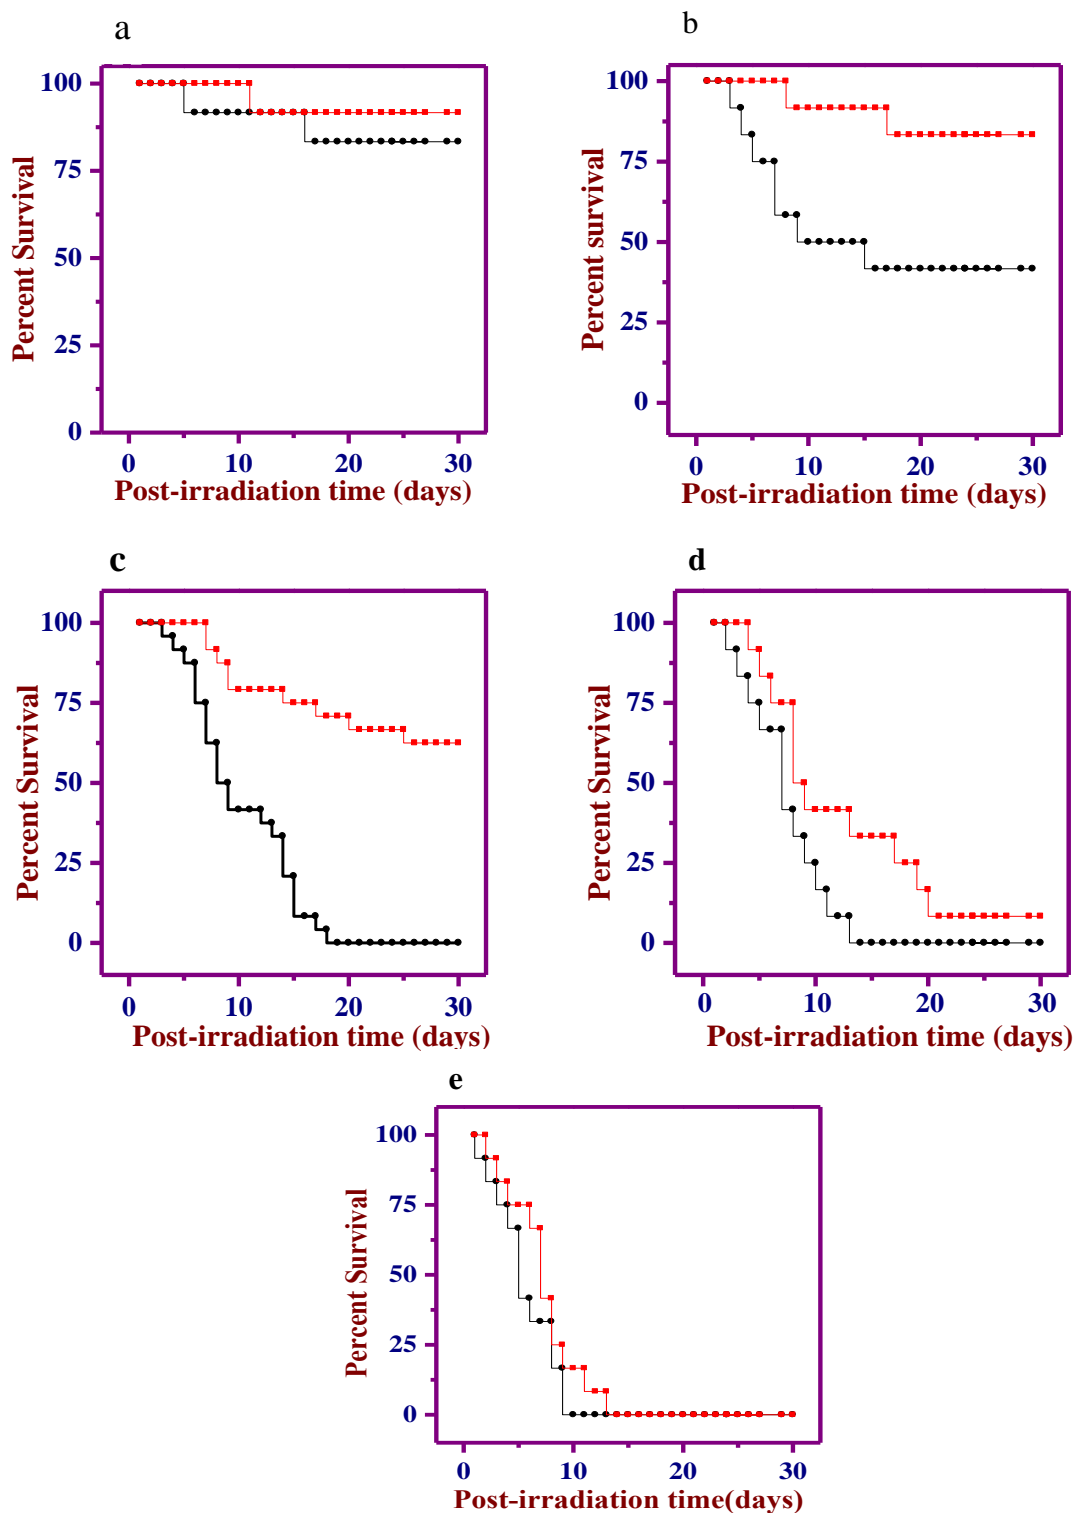 a
100
75
50
25
0
Percent Survival
0 10 20 30
Post-irradiation time (days)
b
100
75
50
25
0
Percent survival
0 10 20 30
Post-irradiation time (days)
c
100
75
50
25
0
Percent Survival
0 10 20 30
Post-irradiation time (days)
d
100
75
50
25
0
Percent Survival
0 10 20 30
Post-irradiation time (days)
e
100
75
50
25
0
Percent Survival
0 10 20 30
Post-irradiation time(days)